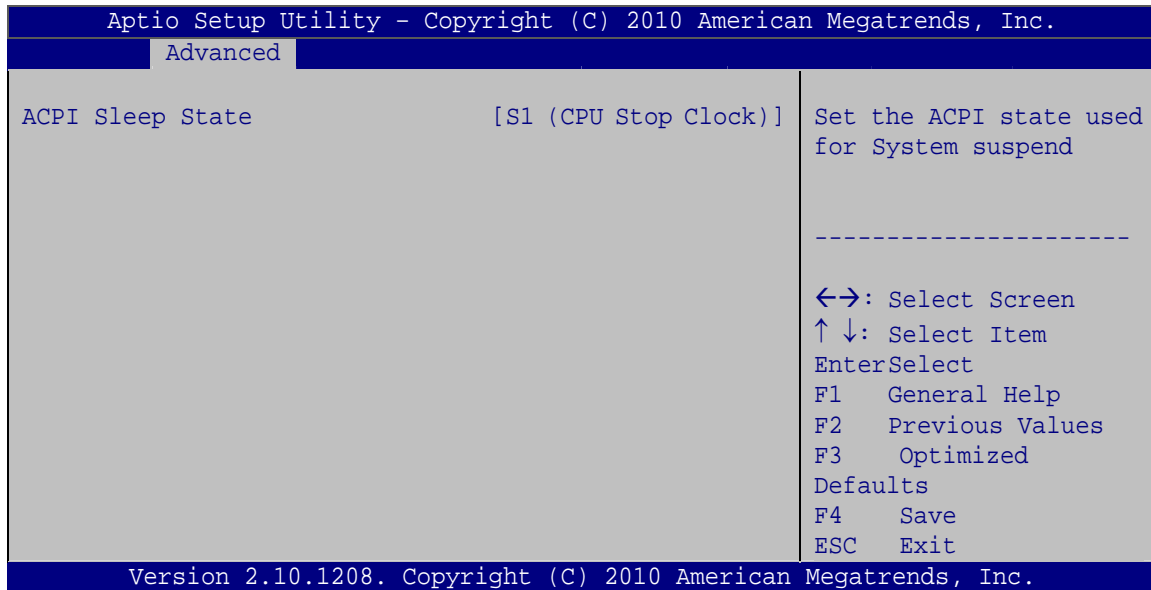 Aptio Setup Utility – Copyright (C) 2010 American Megatrends, Inc.
Advanced
ACPI Sleep State [S1 (CPU Stop Clock)]
Set the ACPI state used
for System suspend
----------------------
←→: Select Screen
↑ ↓: Select Item
EnterSelect
F1 General Help
F2 Previous Values
F3 Optimized
Defaults
F4 Save
ESC Exit
Version 2.10.1208. Copyright (C) 2010 American Megatrends, Inc.